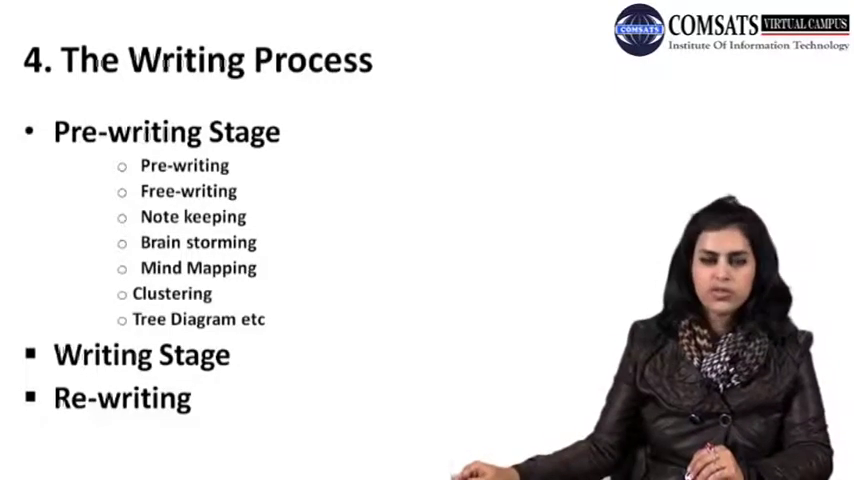 COMSATS VIRTUAL CAMPUS
COMSATS Institute Of Information Technology
4. The Writing Process
• Pre-writing Stage
o Pre-writing
o Free-writing
o Note keeping
o Brain storming
o Mind Mapping
o Clustering
o Tree Diagram etc
▪ Writing Stage
▪ Re-writing